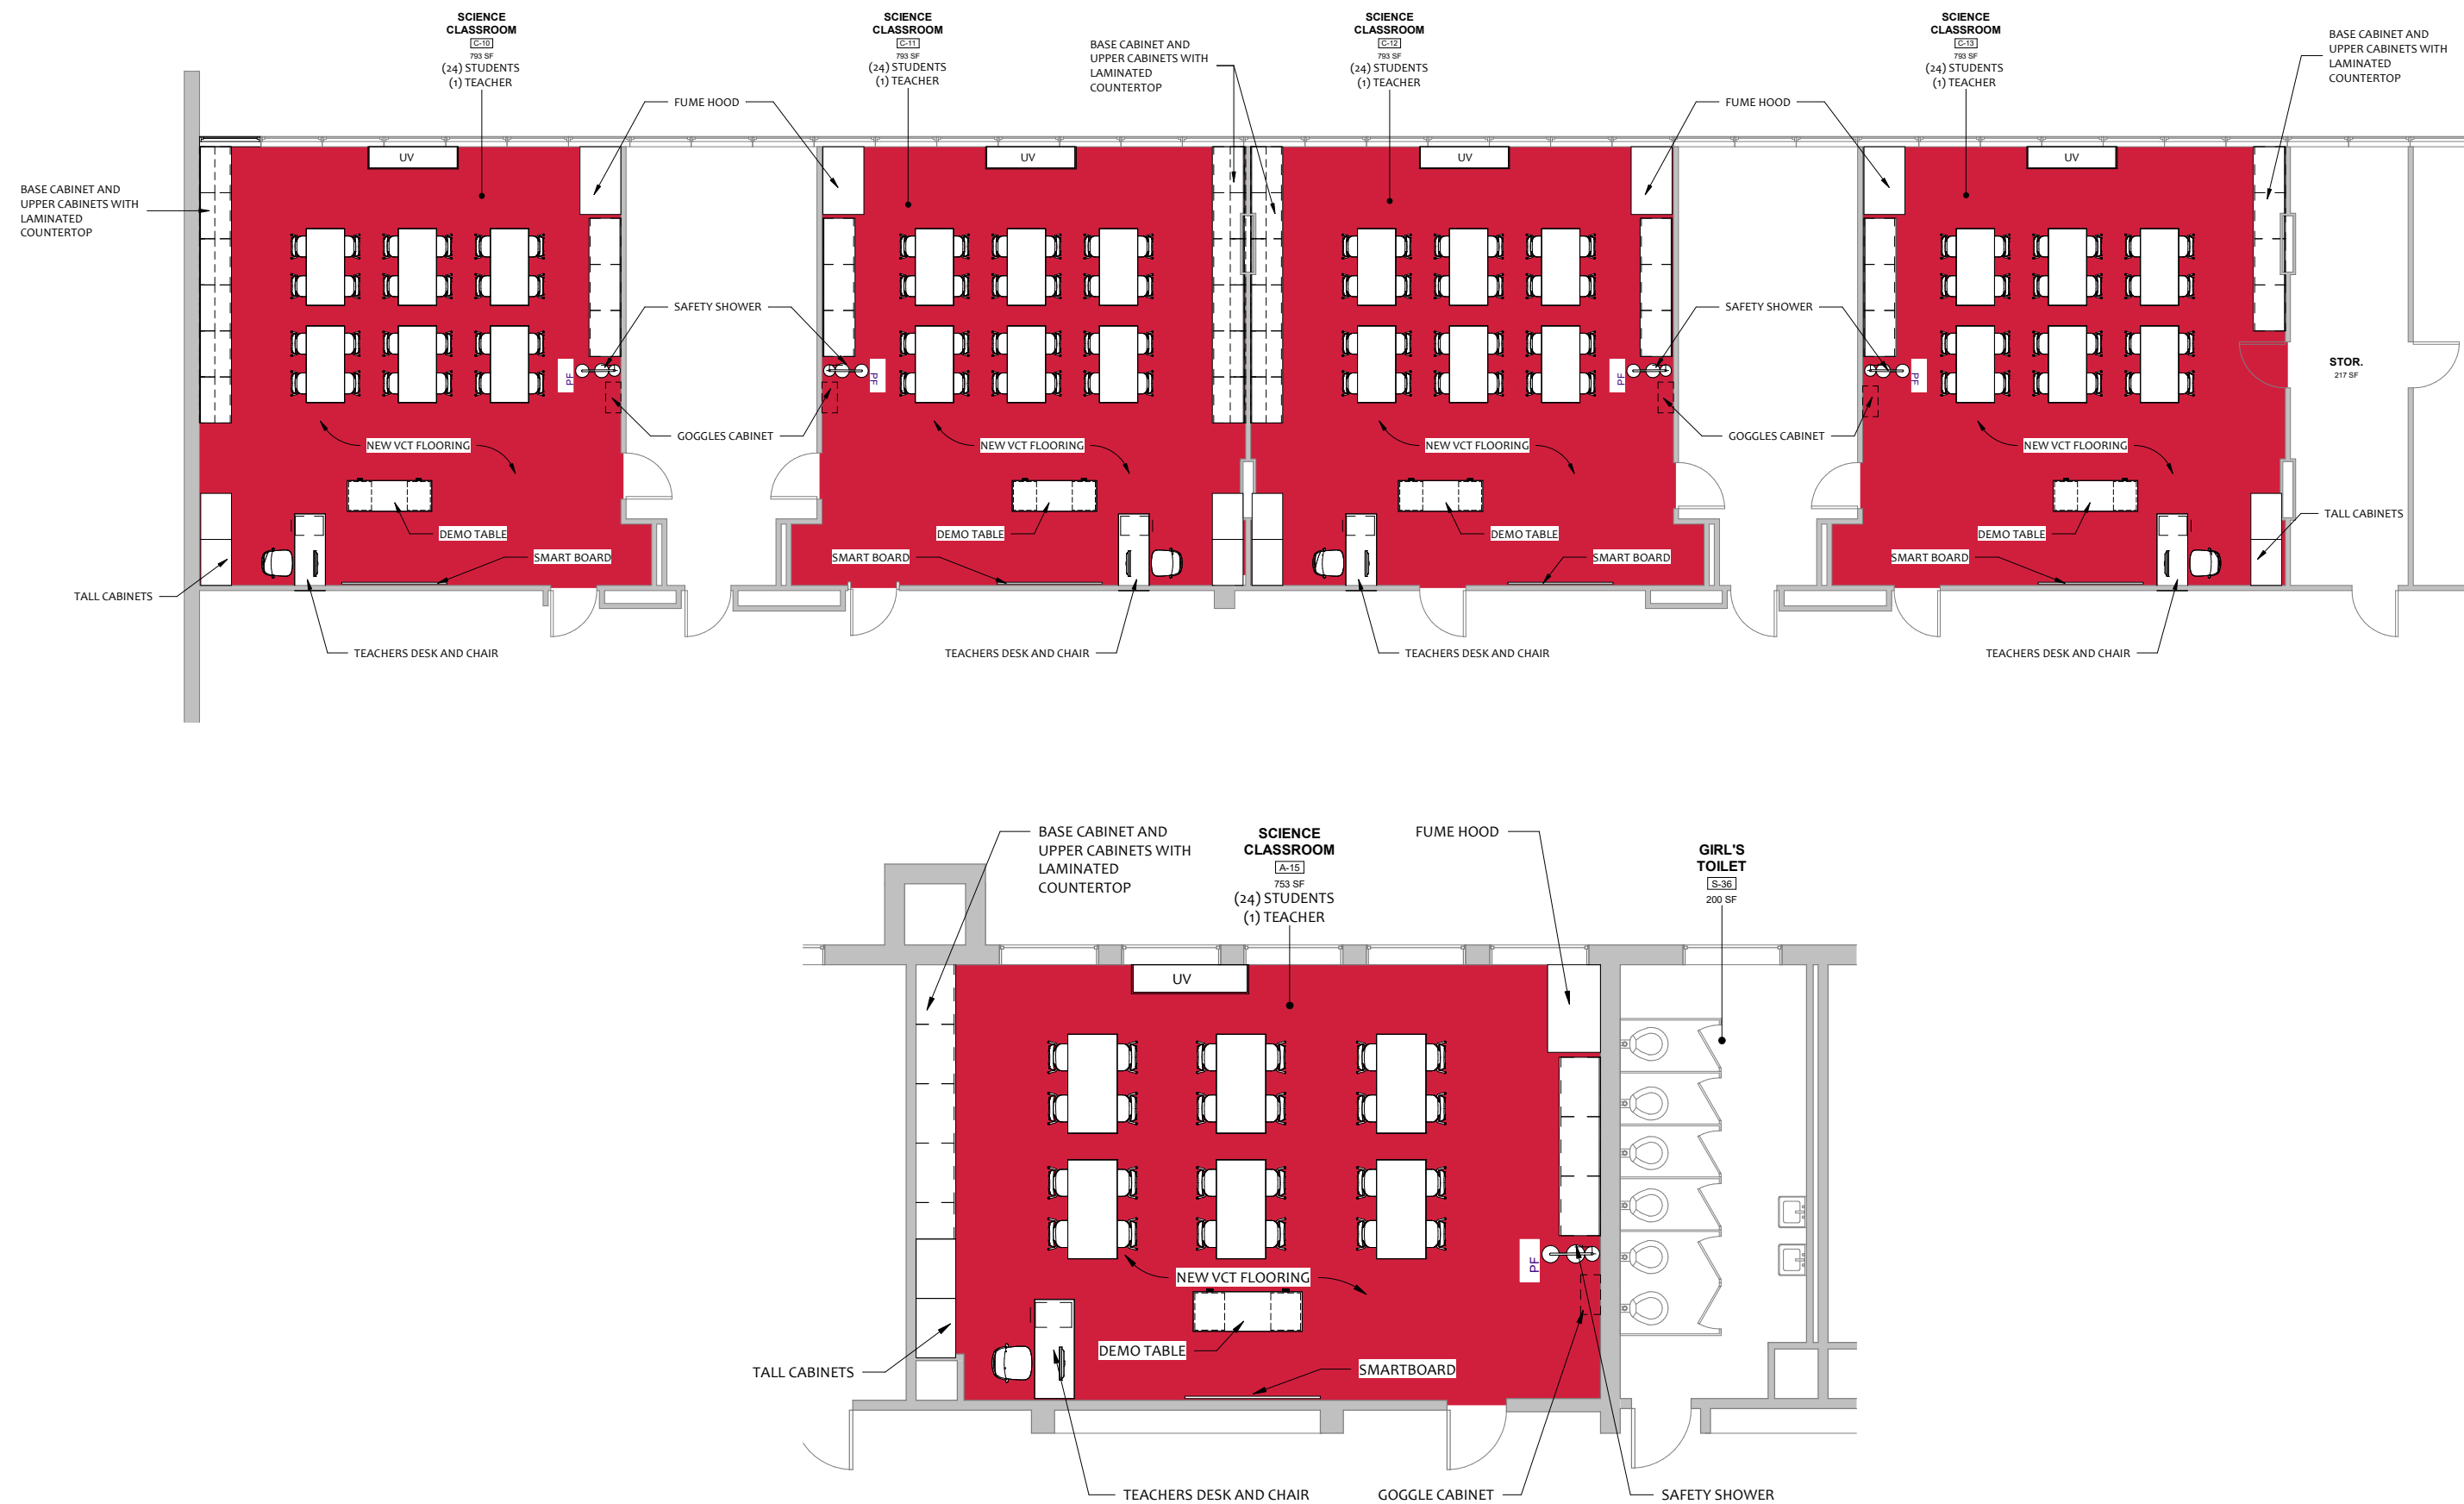 SCIENCE
CLASSROOM
C-10
793 SF
(24) STUDENTS
(1) TEACHER
SCIENCE
CLASSROOM
C-11
793 SF
(24) STUDENTS
(1) TEACHER
BASE CABINET AND
UPPER CABINETS WITH
LAMINATED
COUNTERTOP
SCIENCE
CLASSROOM
C-12
793 SF
(24) STUDENTS
(1) TEACHER
SCIENCE
CLASSROOM
C-13
793 SF
(24) STUDENTS
(1) TEACHER
BASE CABINET AND
UPPER CABINETS WITH
LAMINATED
COUNTERTOP
FUME HOOD
FUME HOOD
UV
UV
UV
UV
BASE CABINET AND
UPPER CABINETS WITH
LAMINATED
COUNTERTOP
SAFETY SHOWER
SAFETY SHOWER
PF
PF
PF
PF
STOR.
217 SF
GOGGLES CABINET
GOGGLES CABINET
NEW VCT FLOORING
NEW VCT FLOORING
NEW VCT FLOORING
NEW VCT FLOORING
TALL CABINETS
DEMO TABLE
DEMO TABLE
DEMO TABLE
DEMO TABLE
SMART BOARD
SMART BOARD
SMART BOARD
SMART BOARD
TALL CABINETS
TEACHERS DESK AND CHAIR
TEACHERS DESK AND CHAIR
TEACHERS DESK AND CHAIR
TEACHERS DESK AND CHAIR
BASE CABINET AND
UPPER CABINETS WITH
LAMINATED
COUNTERTOP
SCIENCE
CLASSROOM
A-15
753 SF
(24) STUDENTS
(1) TEACHER
FUME HOOD
GIRL'S
TOILET
S-36
200 SF
UV
PF
NEW VCT FLOORING
DEMO TABLE
SMARTBOARD
TALL CABINETS
TEACHERS DESK AND CHAIR
GOGGLE CABINET
SAFETY SHOWER